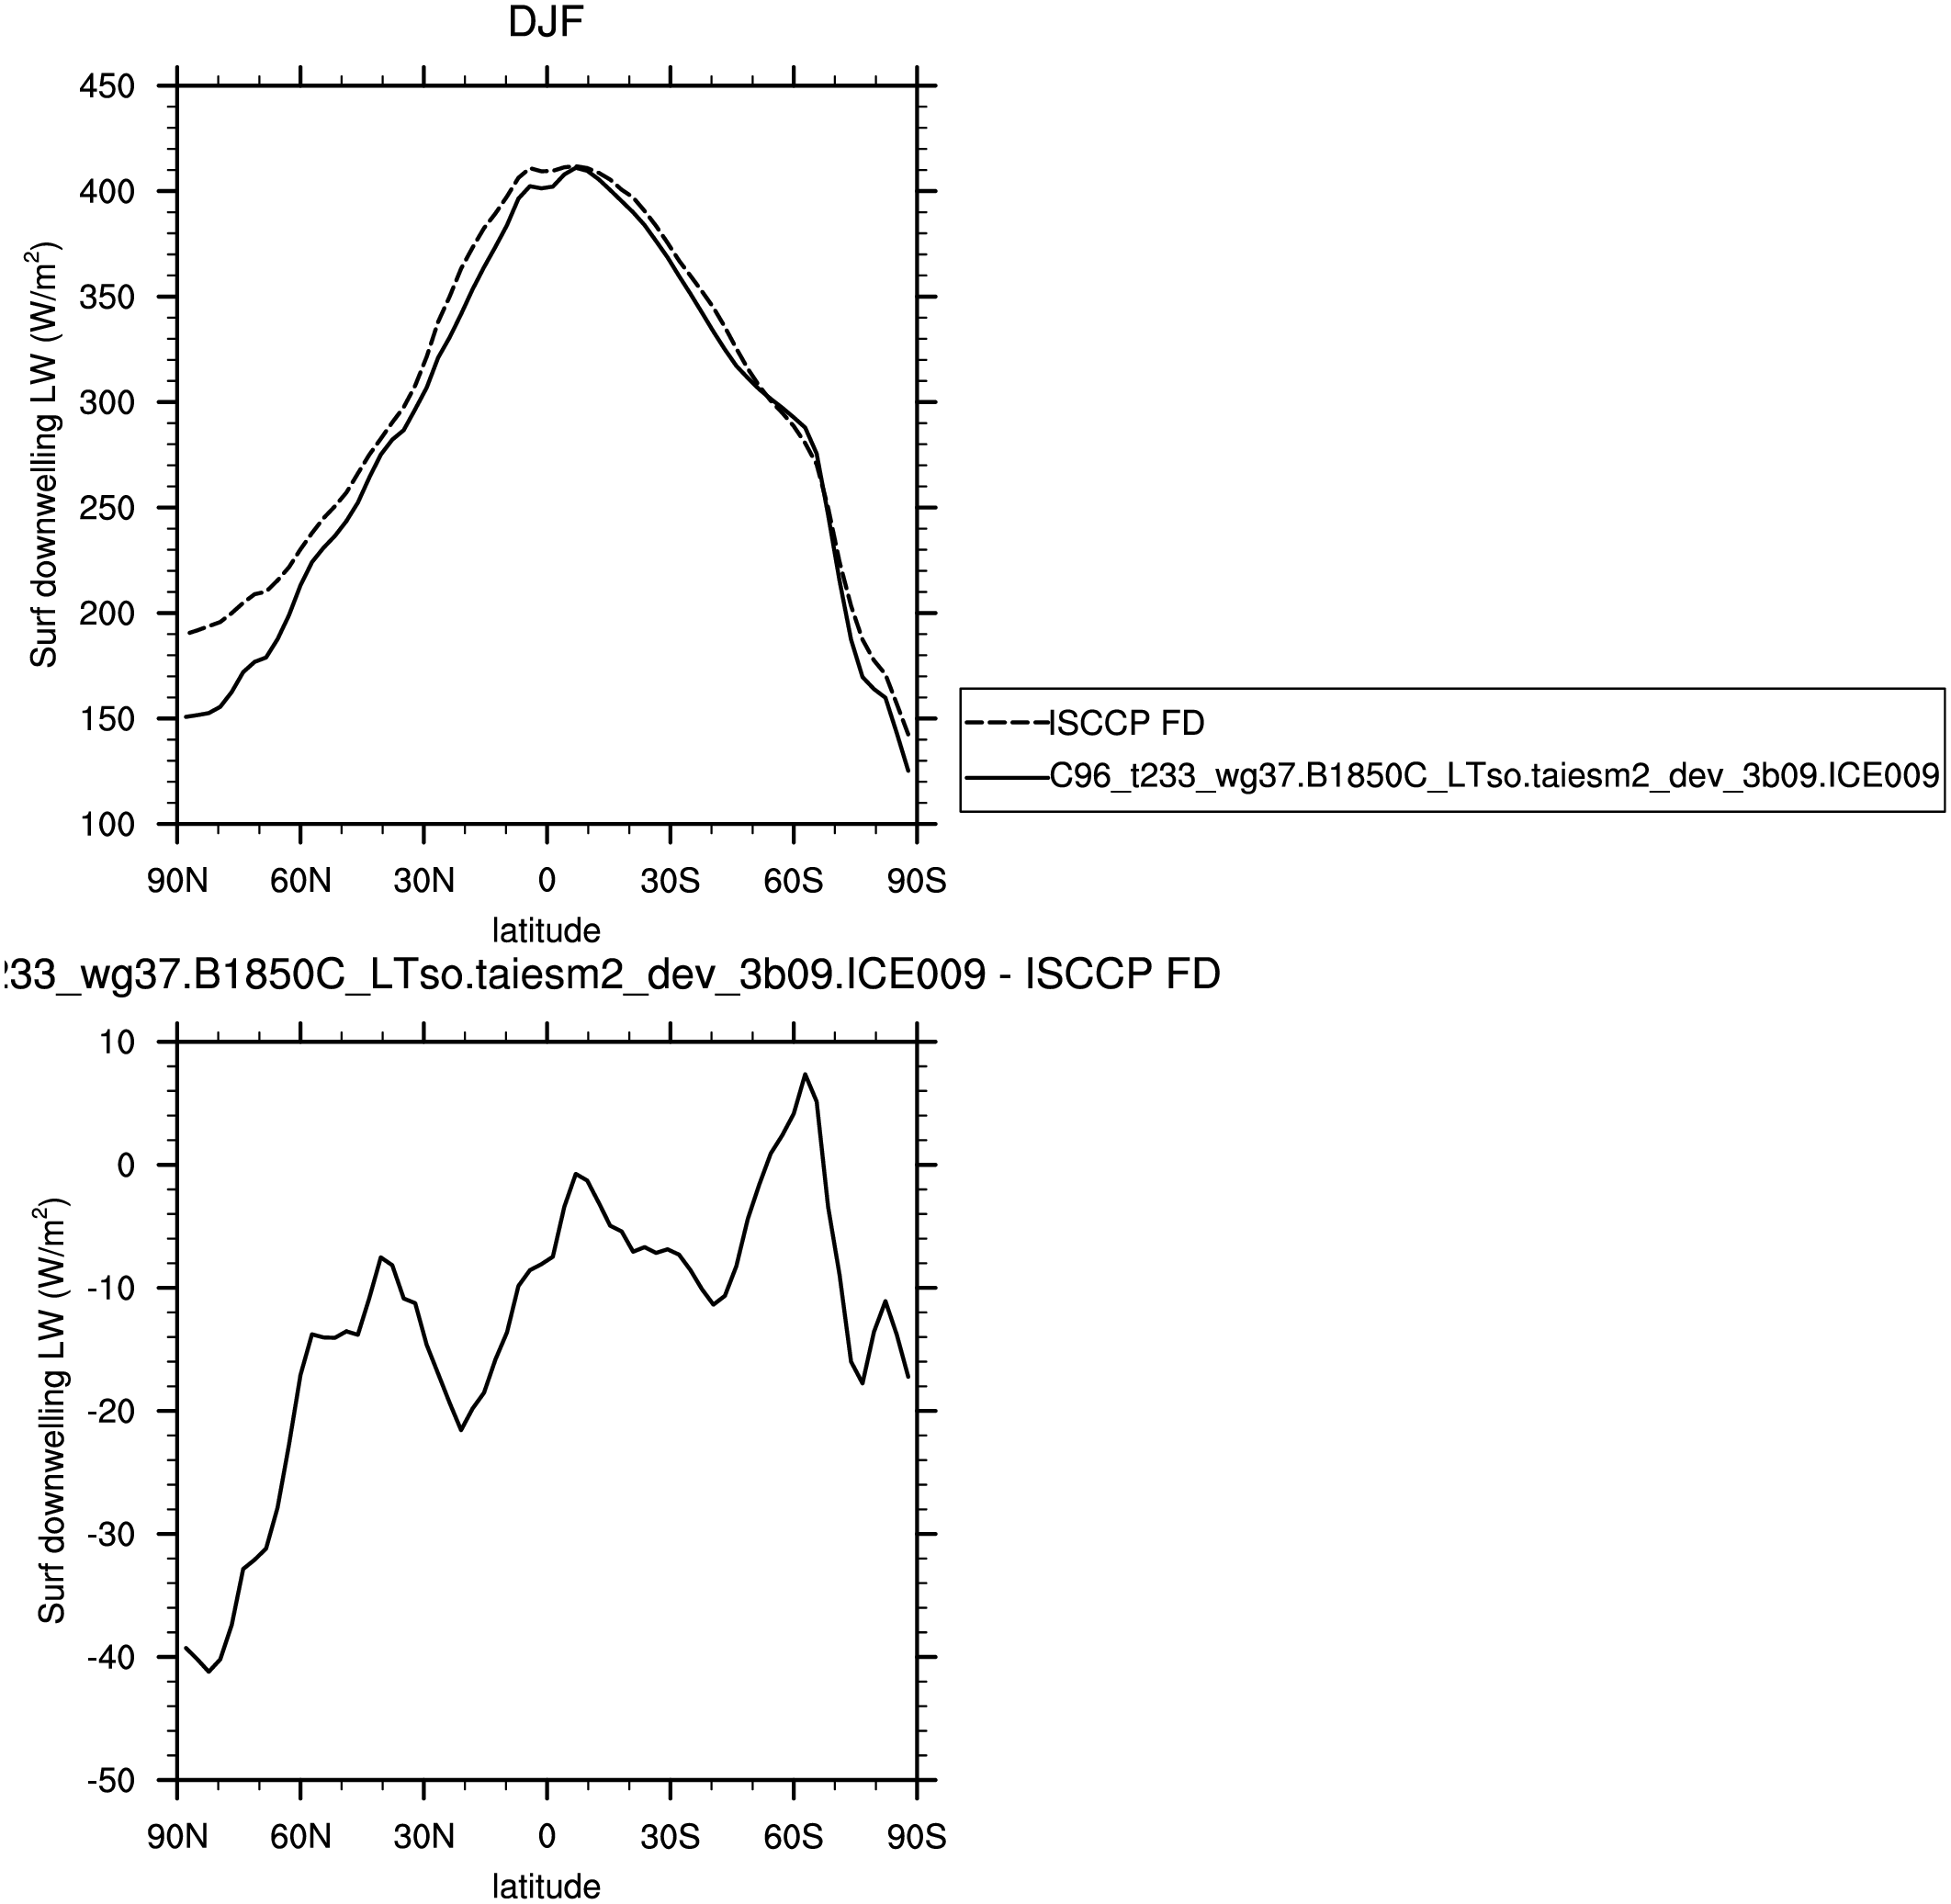 DJF
450
400
350
300
250
200
150
100
Surf downwelling LW (W/m²)
90N 60N 30N 0 30S 60S 90S
latitude
ISCCP FD
C96_t233_wg37.B1850C_LTso.taiesm2_dev_3b09.ICE009
33_wg37.B1850C_LTso.taiesm2_dev_3b09.ICE009 - ISCCP FD
10
0
-10
-20
-30
-40
-50
Surf downwelling LW (W/m²)
90N 60N 30N 0 30S 60S 90S
latitude